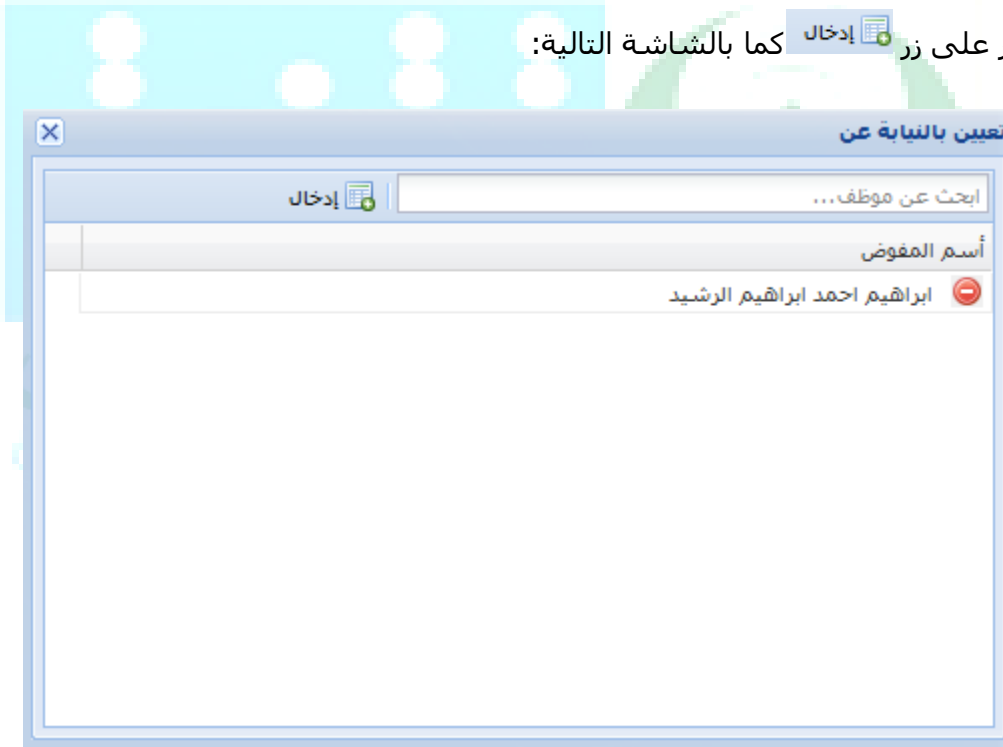 على زر إدخال كما بالشاشة التالية:
تعيين بالنيابة عن
ابحث عن موظف... إدخال
أسم المفوض
ابراهيم احمد ابراهيم الرشيد